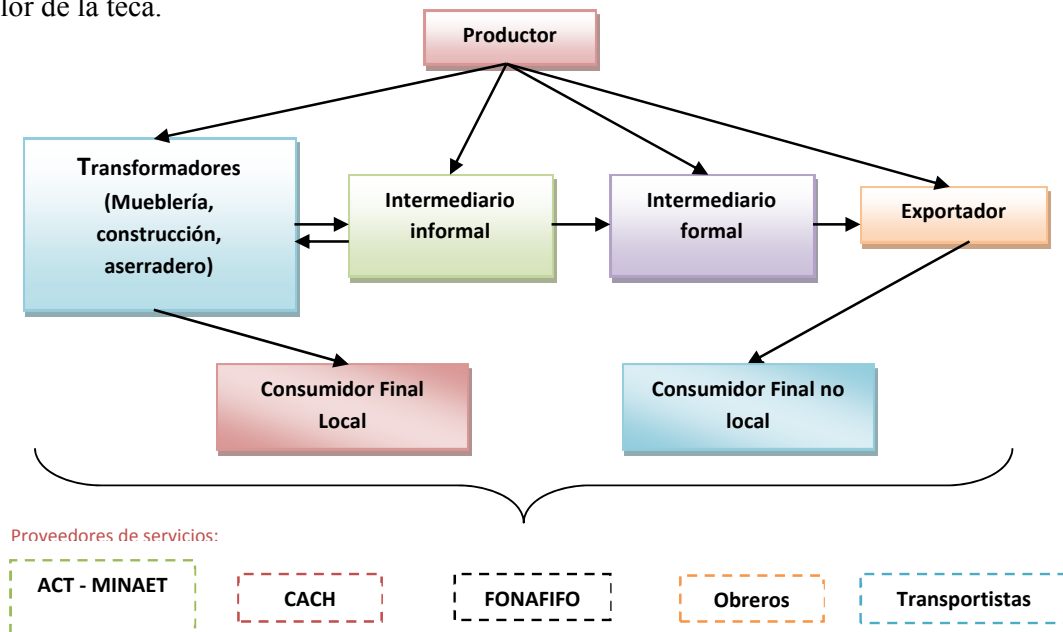 lor de la teca.
Productor
Transformadores
(Mueblería,
construcción,
aserradero)
Intermediario
informal
Intermediario
formal
Exportador
Consumidor Final
Local
Consumidor Final no
local
Proveedores de servicios:
ACT - MINAET
CACH
FONAFIFO
Obreros
Transportistas